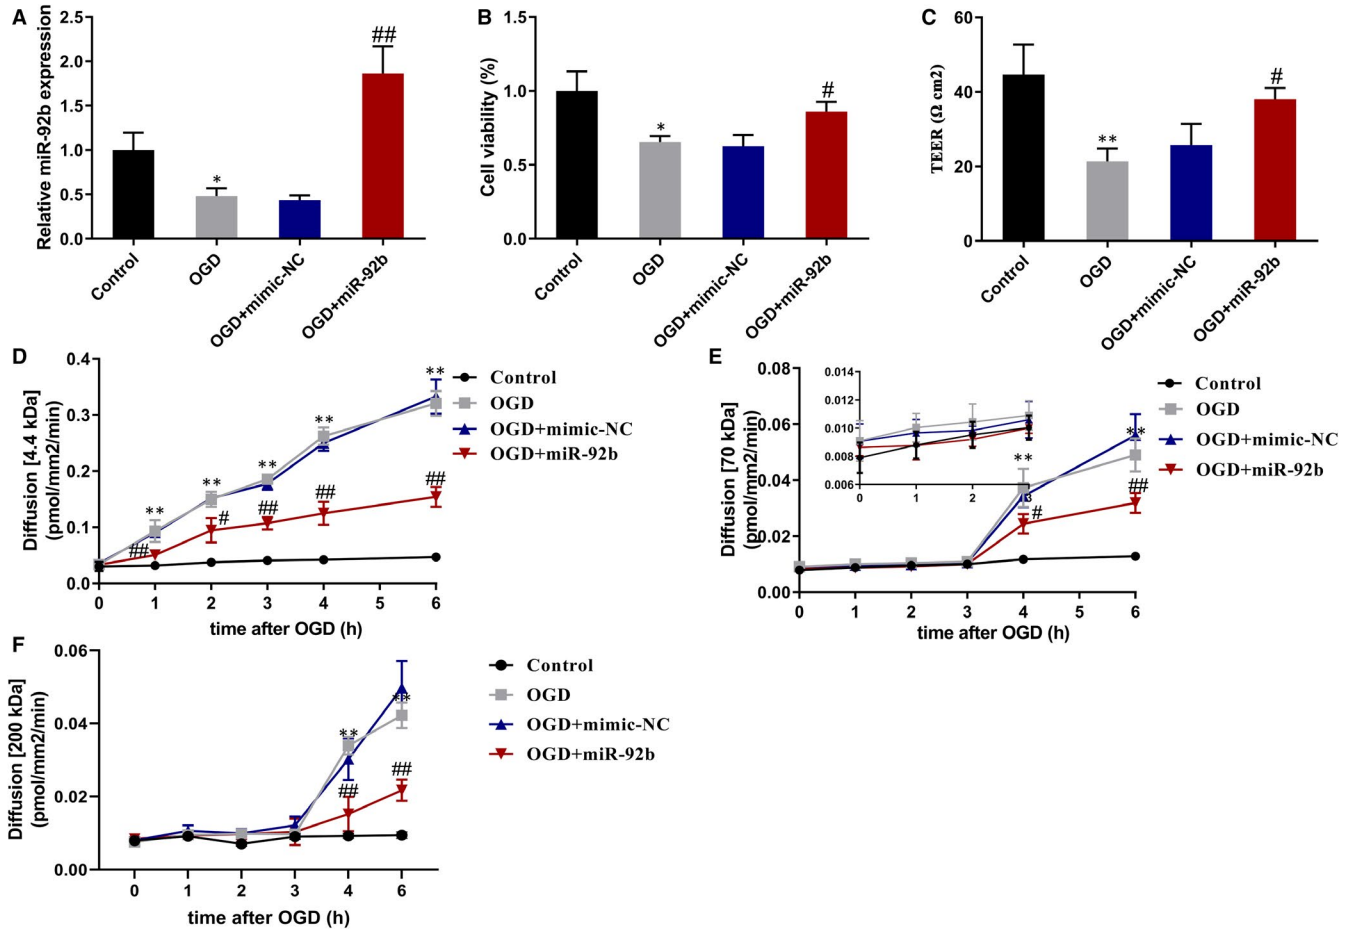 A
Relative miR-92b expression
2.5
2.0
1.5
1.0
0.5
0.0
*
##
Control
OGD
OGD+mimic-NC
OGD+miR-92b
B
Cell viability (%)
1.5
1.0
0.5
0.0
*
#
Control
OGD
OGD+mimic-NC
OGD+miR-92b
C
TEER (Ω cm2)
60
40
20
0
**
#
Control
OGD
OGD+mimic-NC
OGD+miR-92b
D
Diffusion [4.4 kDa]
(pmol/mm2/min)
0.4
0.3
0.2
0.1
0.0
** ** ** ** **
## # ## ## ##
0 1 2 3 4 6
time after OGD (h)
Control
OGD
OGD+mimic-NC
OGD+miR-92b
E
Diffusion [70 kDa]
(pmol/mm2/min)
0.08
0.06
0.04
0.02
0.00
0.014
0.012
0.010
0.008
0.006
0 1 2 3
** **
# ##
0 1 2 3 4 5 6
time after OGD (h)
Control
OGD
OGD+mimic-NC
OGD+miR-92b
F
Diffusion [200 kDa]
(pmol/mm2/min)
0.06
0.04
0.02
0.00
** **
## ##
0 1 2 3 4 6
time after OGD (h)
Control
OGD
OGD+mimic-NC
OGD+miR-92b